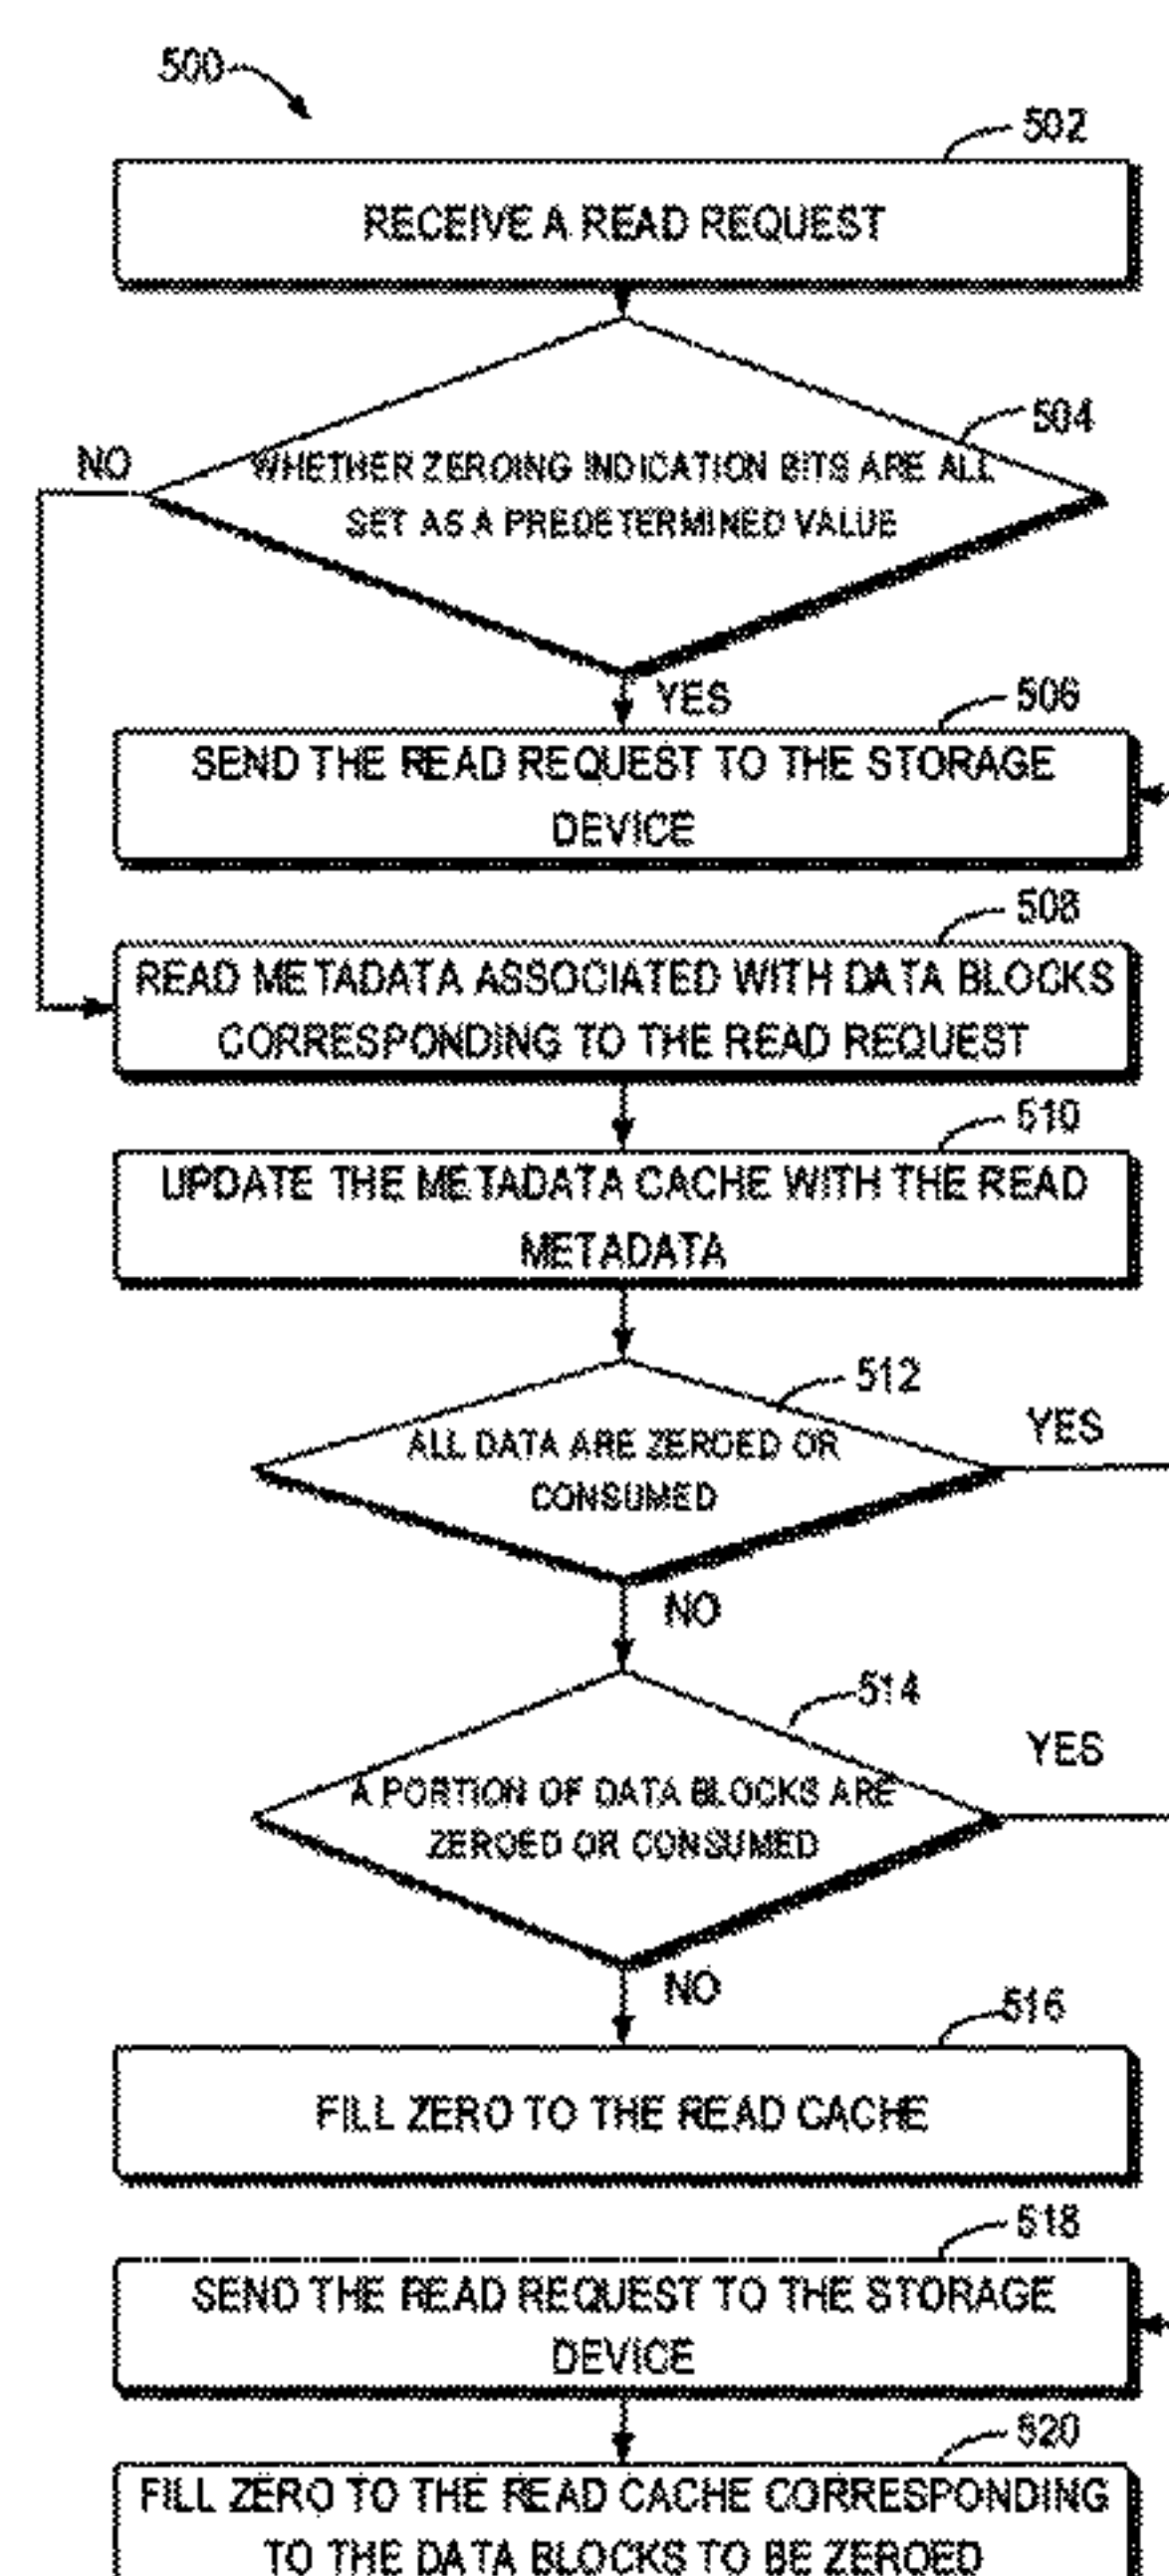 500
502
RECEIVE A READ REQUEST
504
NO
WHETHER ZEROING INDICATION BITS ARE ALL
SET AS A PREDETERMINED VALUE
YES
506
SEND THE READ REQUEST TO THE STORAGE
DEVICE
508
READ METADATA ASSOCIATED WITH DATA BLOCKS
CORRESPONDING TO THE READ REQUEST
510
UPDATE THE METADATA CACHE WITH THE READ
METADATA
512
YES
ALL DATA ARE ZEROED OR
CONSUMED
NO
514
YES
A PORTION OF DATA BLOCKS ARE
ZEROED OR CONSUMED
NO
516
FILL ZERO TO THE READ CACHE
518
SEND THE READ REQUEST TO THE STORAGE
DEVICE
520
FILL ZERO TO THE READ CACHE CORRESPONDING
TO THE DATA BLOCKS TO BE ZEROED